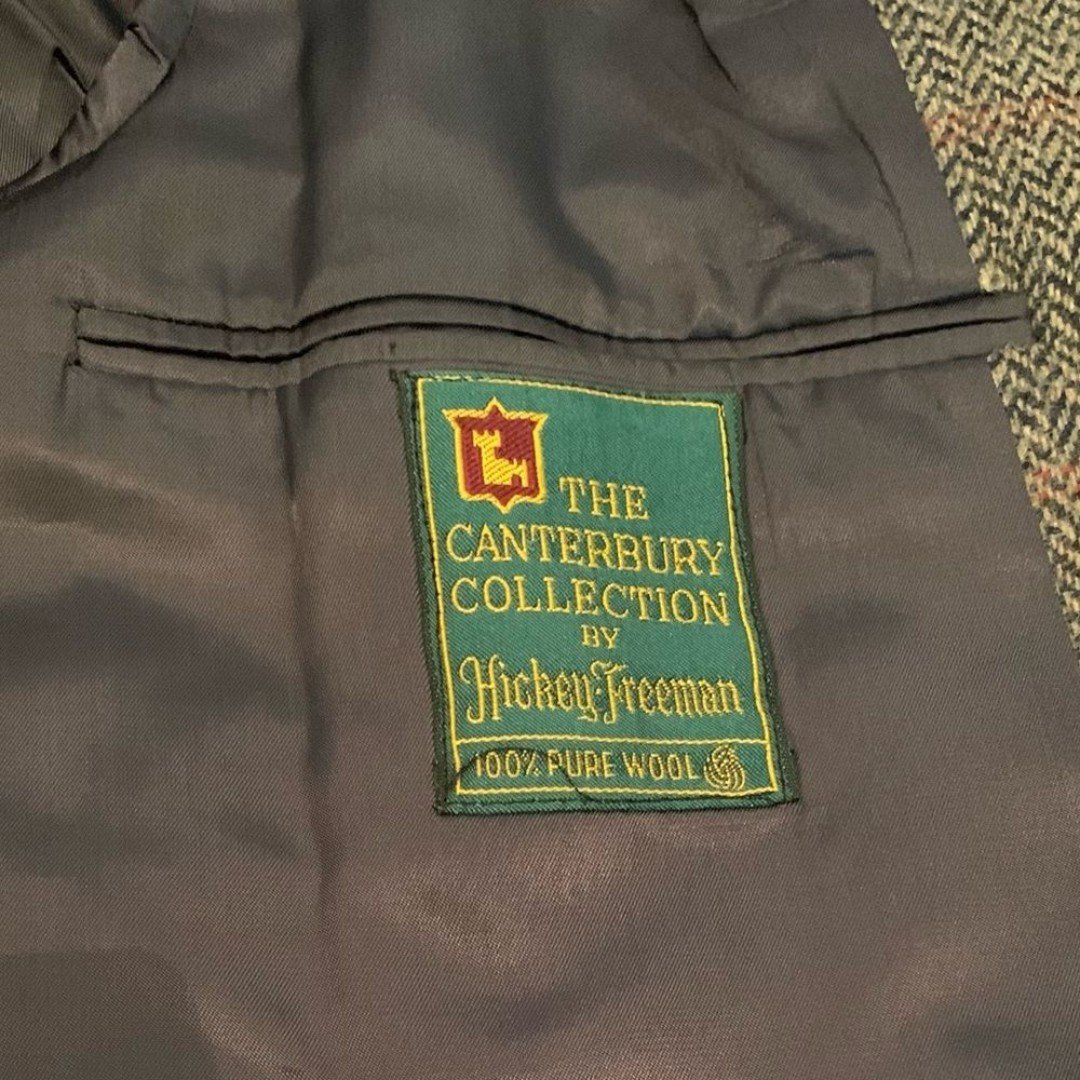 THE
CANTERBURY
COLLECTION
BY
Hickey-Freeman
100% PURE WOOL